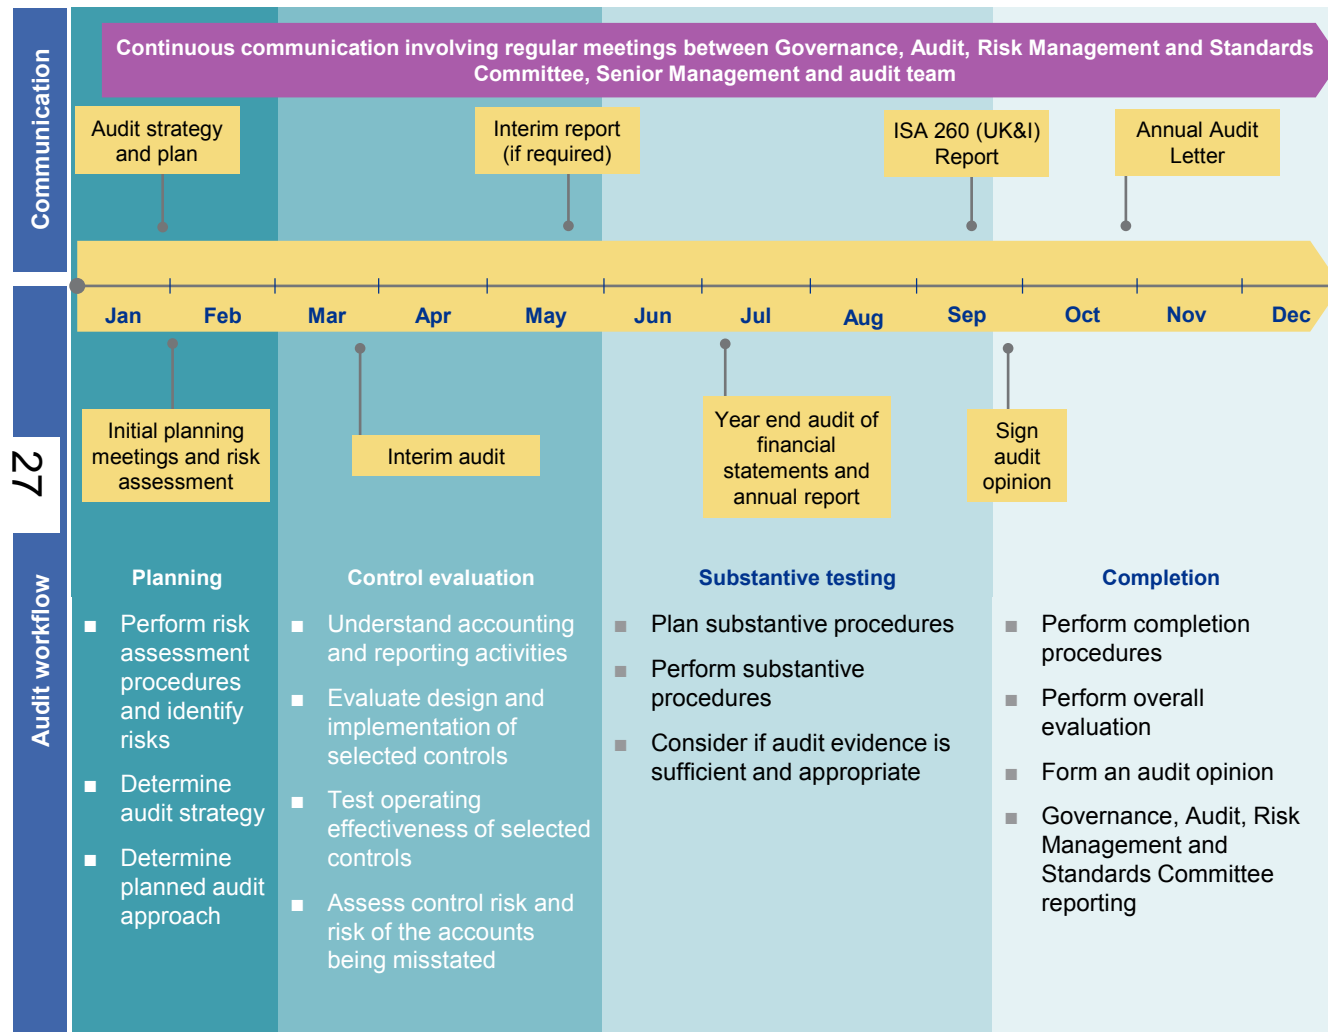 Communication
Continuous communication involving regular meetings between Governance, Audit, Risk Management and Standards
Committee, Senior Management and audit team
Audit strategy
and plan
Interim report
(if required)
ISA 260 (UK&I)
Report
Annual Audit
Letter
Jan
Feb
Mar
Apr
May
Jun
Jul
Aug
Sep
Oct
Nov
Dec
Initial planning
meetings and risk
assessment
Interim audit
Year end audit of
financial
statements and
annual report
Sign
audit
opinion
27
Audit workflow
Planning
■ Perform risk
assessment
procedures
and identify
risks
■ Determine
audit strategy
■ Determine
planned audit
approach
Control evaluation
■ Understand accounting
and reporting activities
■ Evaluate design and
implementation of
selected controls
■ Test operating
effectiveness of selected
controls
■ Assess control risk and
risk of the accounts
being misstated
Substantive testing
■ Plan substantive procedures
■ Perform substantive
procedures
■ Consider if audit evidence is
sufficient and appropriate
Completion
■ Perform completion
procedures
■ Perform overall
evaluation
■ Form an audit opinion
■ Governance, Audit, Risk
Management and
Standards Committee
reporting